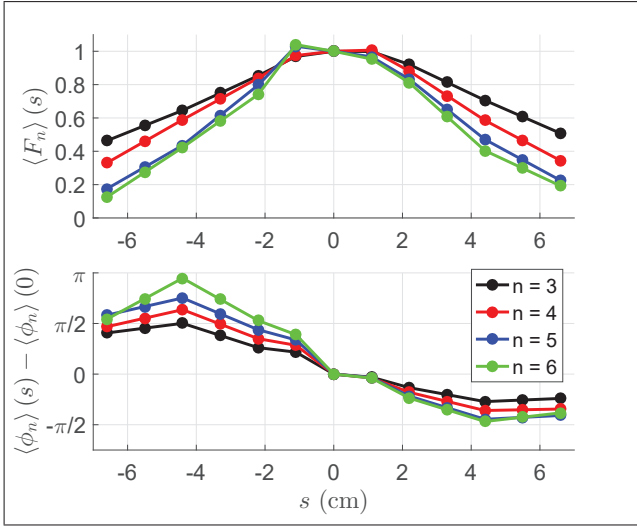 ⟨F_n⟩ (s)
1
0.8
0.6
0.4
0.2
0
-6 -4 -2 0 2 4 6
⟨ϕ_n⟩ (s) − ⟨ϕ_n⟩ (0)
π
π/2
0
-π/2
n = 3
n = 4
n = 5
n = 6
-6 -4 -2 0 2 4 6
s (cm)